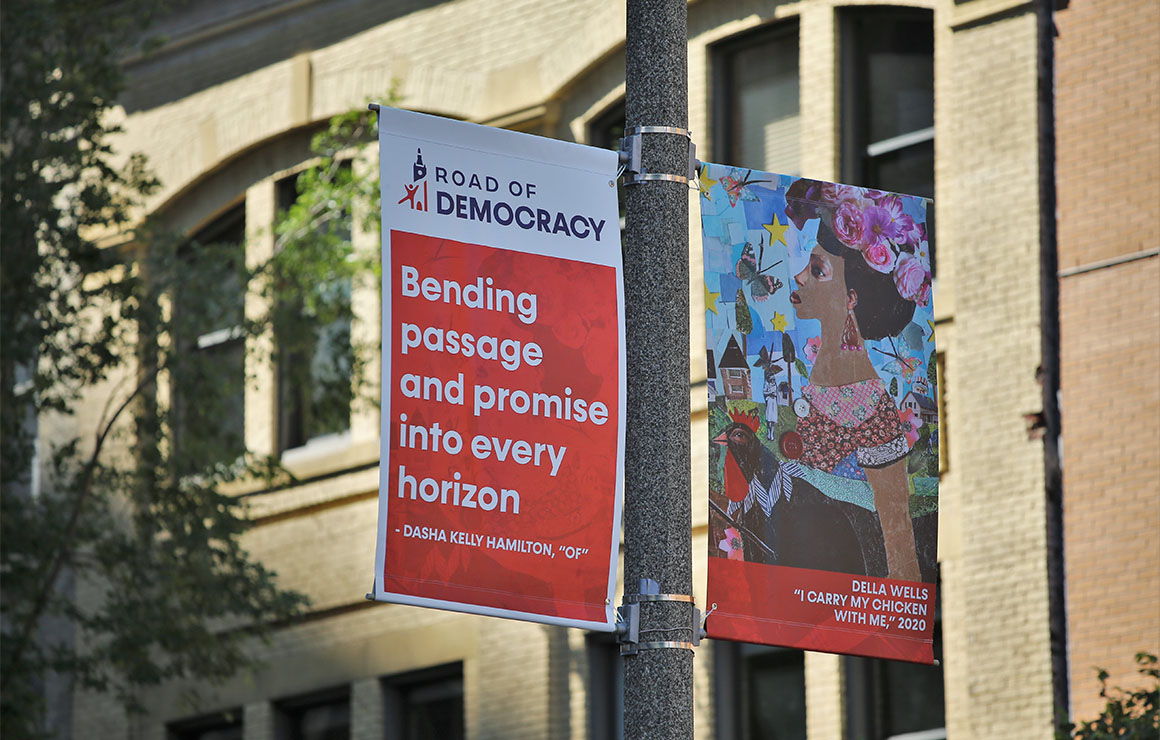 ROAD OF
DEMOCRACY
Bending
passage
and promise
into every
horizon
- DASHA KELLY HAMILTON, “OF”
DELLA WELLS
“I CARRY MY CHICKEN
WITH ME,” 2020